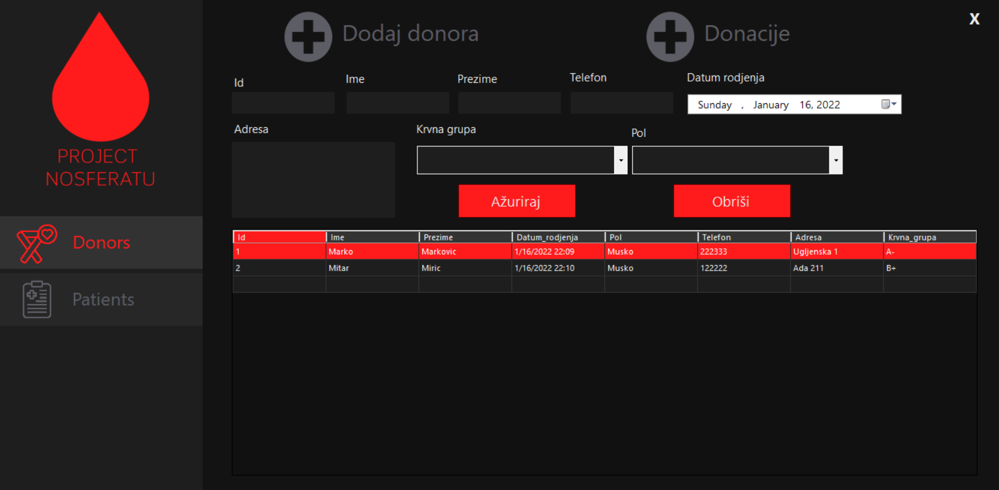 X
Dodaj donora
Donacije
PROJECT
NOSFERATU
Donors
Patients
Id
Ime
Prezime
Telefon
Datum rodjenja
Sunday , January 16, 2022
Adresa
Krvna grupa
Pol
Ažuriraj
Obriši
Id Ime Prezime Datum_rodjenja Pol Telefon Adresa Krvna_grupa
1 Marko Markovic 1/16/2022 22:09 Musko 222333 Ugljenska 1 A-
2 Mitar Miric 1/16/2022 22:10 Musko 122222 Ada 211 B+